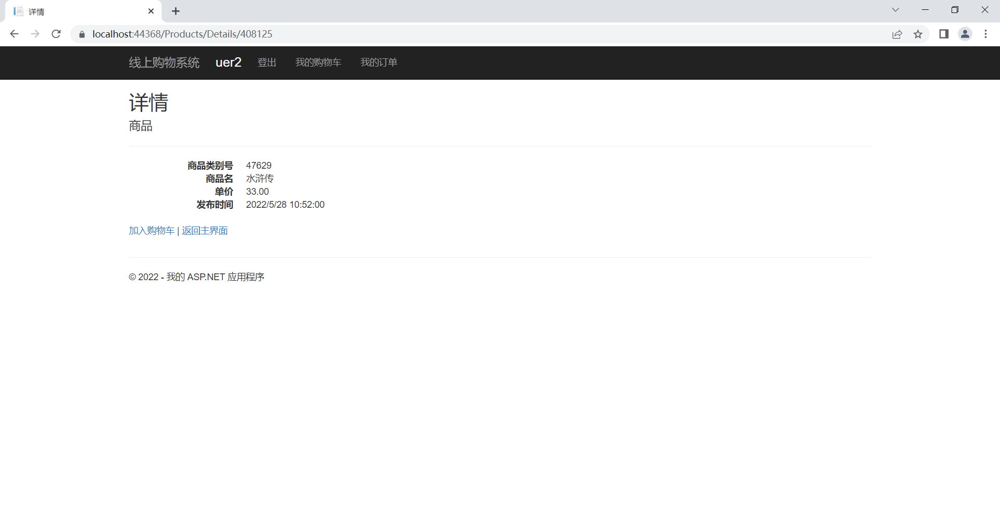 详情
localhost:44368/Products/Details/408125
线上购物系统 uer2 登出 我的购物车 我的订单
详情
商品
商品类别号 47629
商品名 水浒传
单价 33.00
发布时间 2022/5/28 10:52:00
加入购物车 | 返回主界面
© 2022 - 我的 ASP.NET 应用程序